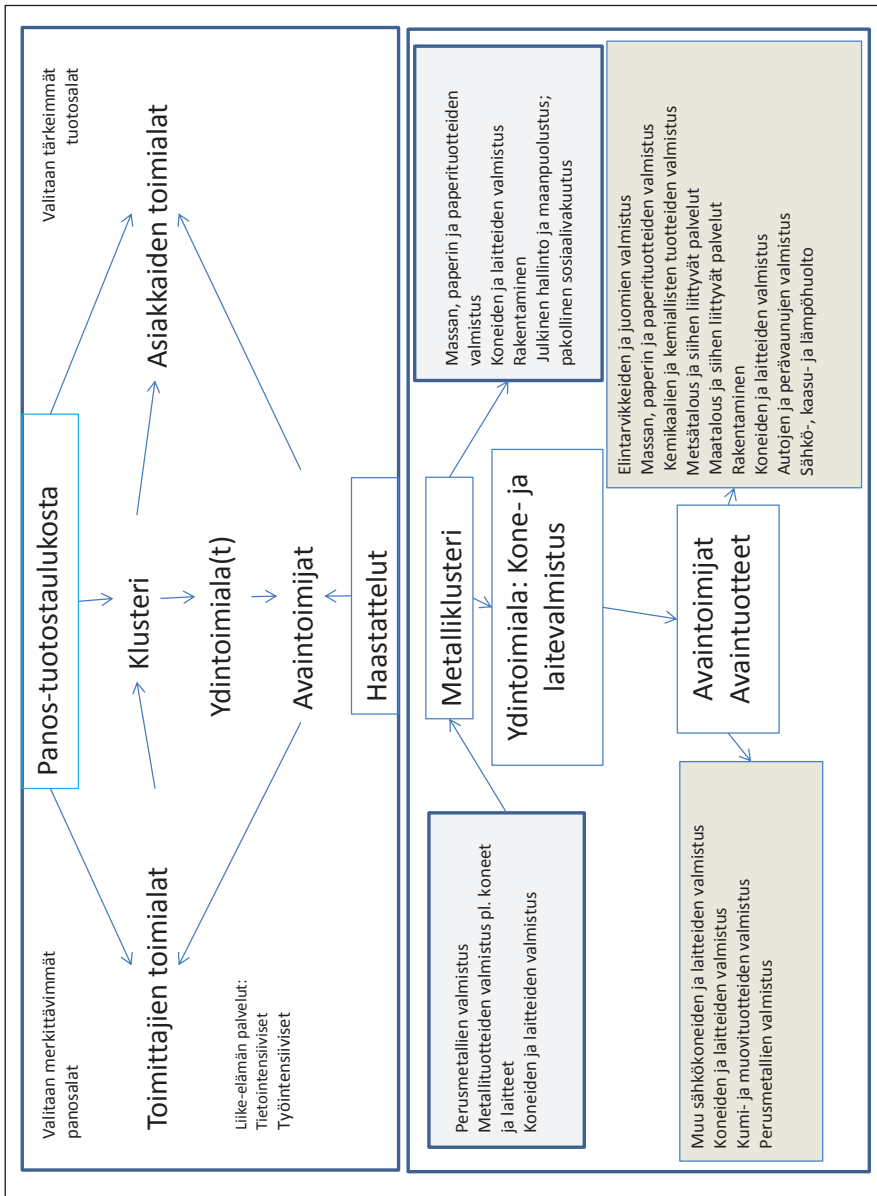 Panos-tuotostaulukosta
Valitaan merkittävimmät
panosalat
Valitaan tärkeimmät
tuotosalat
Toimittajien toimialat
Klusteri
Asiakkaiden toimialat
Ydintoimiala(t)
Liike-elämän palvelut:
Tietointensiiviset
Työintensiiviset
Avaintoimijat
Haastattelut
Perusmetallien valmistus
Metallituotteiden valmistus pl. koneet
ja laitteet
Koneiden ja laitteiden valmistus
Metalliklusteri
Massan, paperin ja paperituotteiden
valmistus
Koneiden ja laitteiden valmistus
Rakentaminen
Julkinen hallinto ja maanpuolustus;
pakollinen sosiaalivakuutus
Ydintoimiala: Kone- ja
laitevalmistus
Muu sähkökoneiden ja laitteiden valmistus
Koneiden ja laitteiden valmistus
Kumi- ja muovituotteiden valmistus
Perusmetallien valmistus
Avaintoimijat
Avaintuotteet
Elintarvikkeiden ja juomien valmistus
Massan, paperin ja paperituotteiden valmistus
Kemikaalien ja kemiallisten tuotteiden valmistus
Metsätalous ja siihen liittyvät palvelut
Maatalous ja siihen liittyvät palvelut
Rakentaminen
Koneiden ja laitteiden valmistus
Autojen ja perävaunujen valmistus
Sähkö-, kaasu- ja lämpöhuolto